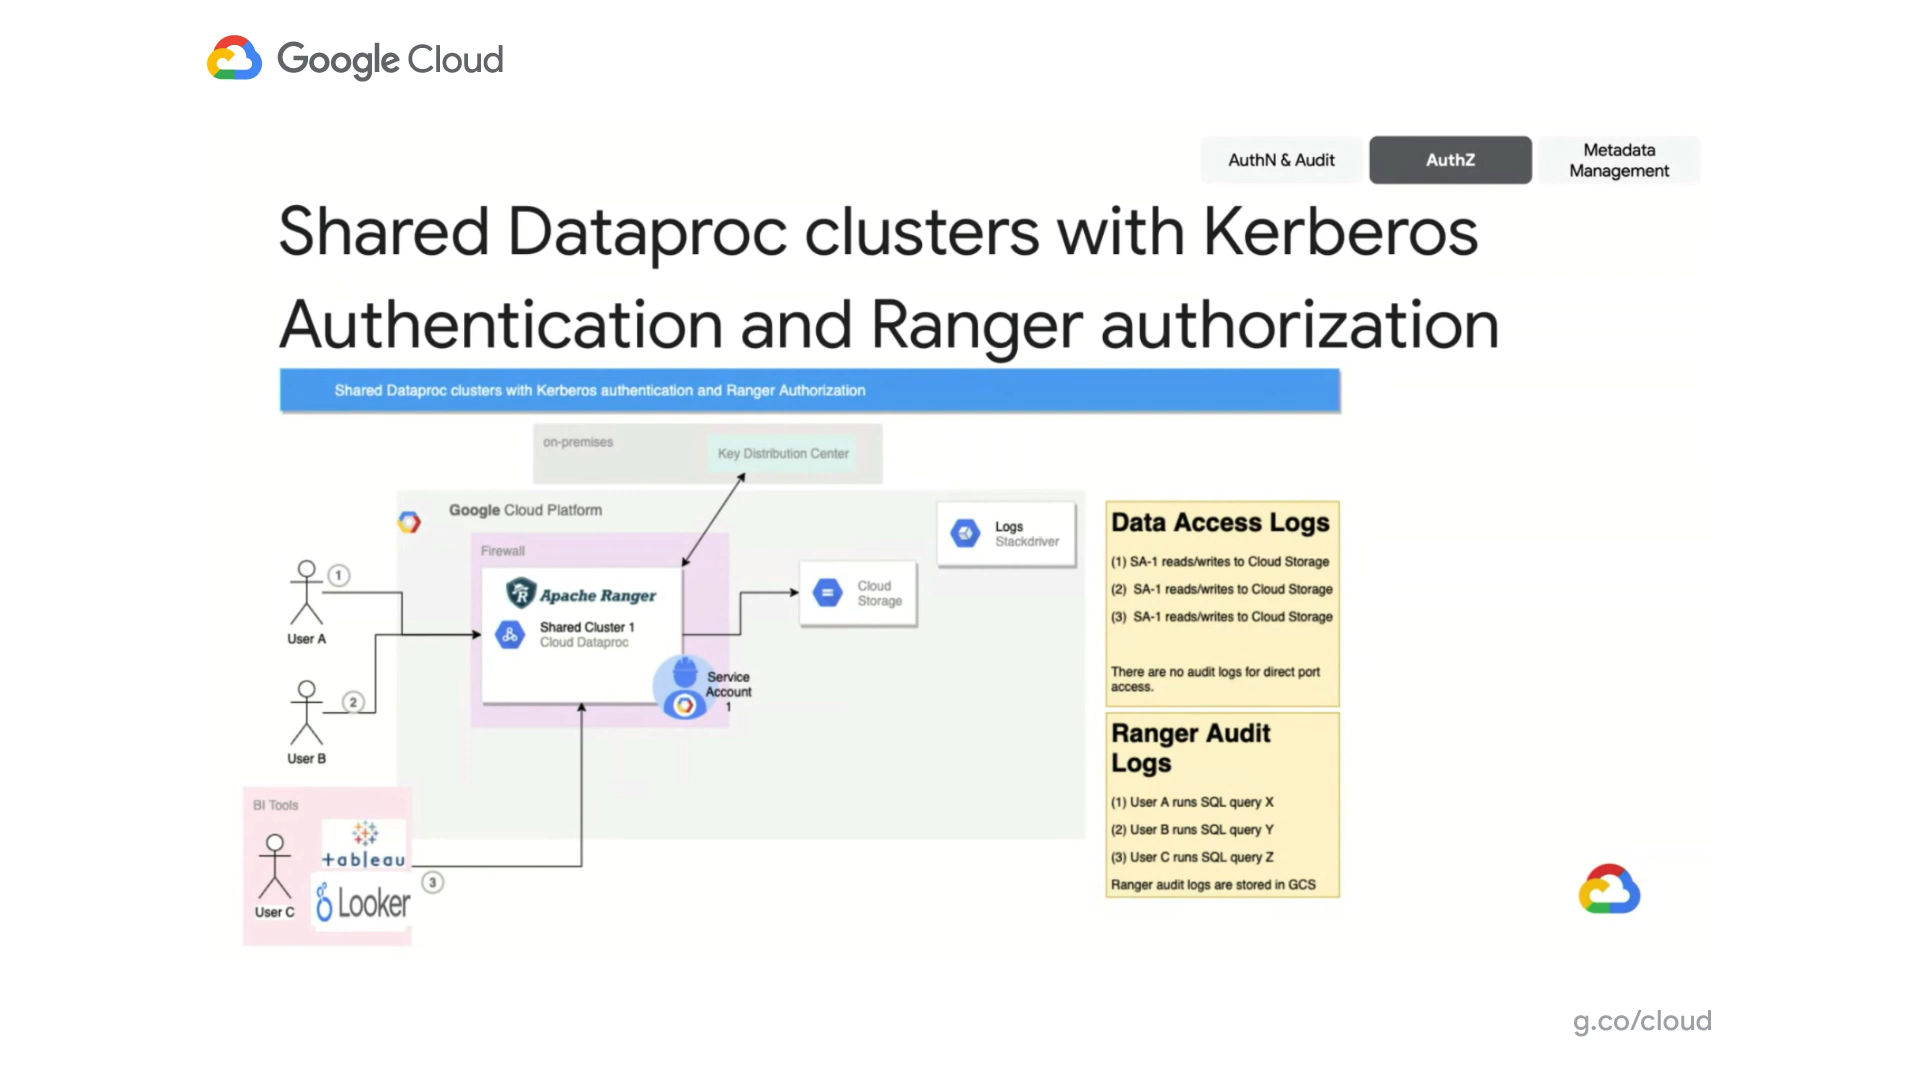 Google Cloud
AuthN & Audit
AuthZ
Metadata
Management
Shared Dataproc clusters with Kerberos
Authentication and Ranger authorization
Shared Dataproc clusters with Kerberos authentication and Ranger Authorization
on-premises
Key Distribution Center
Google Cloud Platform
Logs
Stackdriver
Firewall
Apache Ranger
Shared Cluster 1
Cloud Dataproc
Cloud
Storage
Service
Account
1
1
User A
2
User B
BI Tools
+ableau
Looker
User C
3
Data Access Logs
(1) SA-1 reads/writes to Cloud Storage
(2) SA-1 reads/writes to Cloud Storage
(3) SA-1 reads/writes to Cloud Storage
There are no audit logs for direct port
access.
Ranger Audit
Logs
(1) User A runs SQL query X
(2) User B runs SQL query Y
(3) User C runs SQL query Z
Ranger audit logs are stored in GCS
g.co/cloud